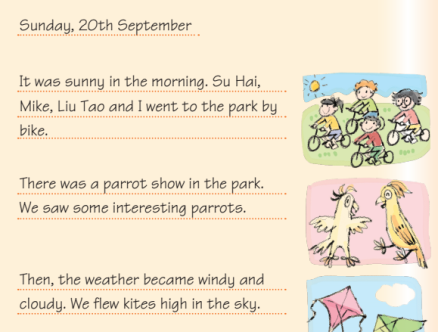 Sunday, 20th September
It was sunny in the morning. Su Hai,
Mike, Liu Tao and I went to the park by
bike.
There was a parrot show in the park.
We saw some interesting parrots.
Then, the weather became windy and
cloudy. We flew kites high in the sky.